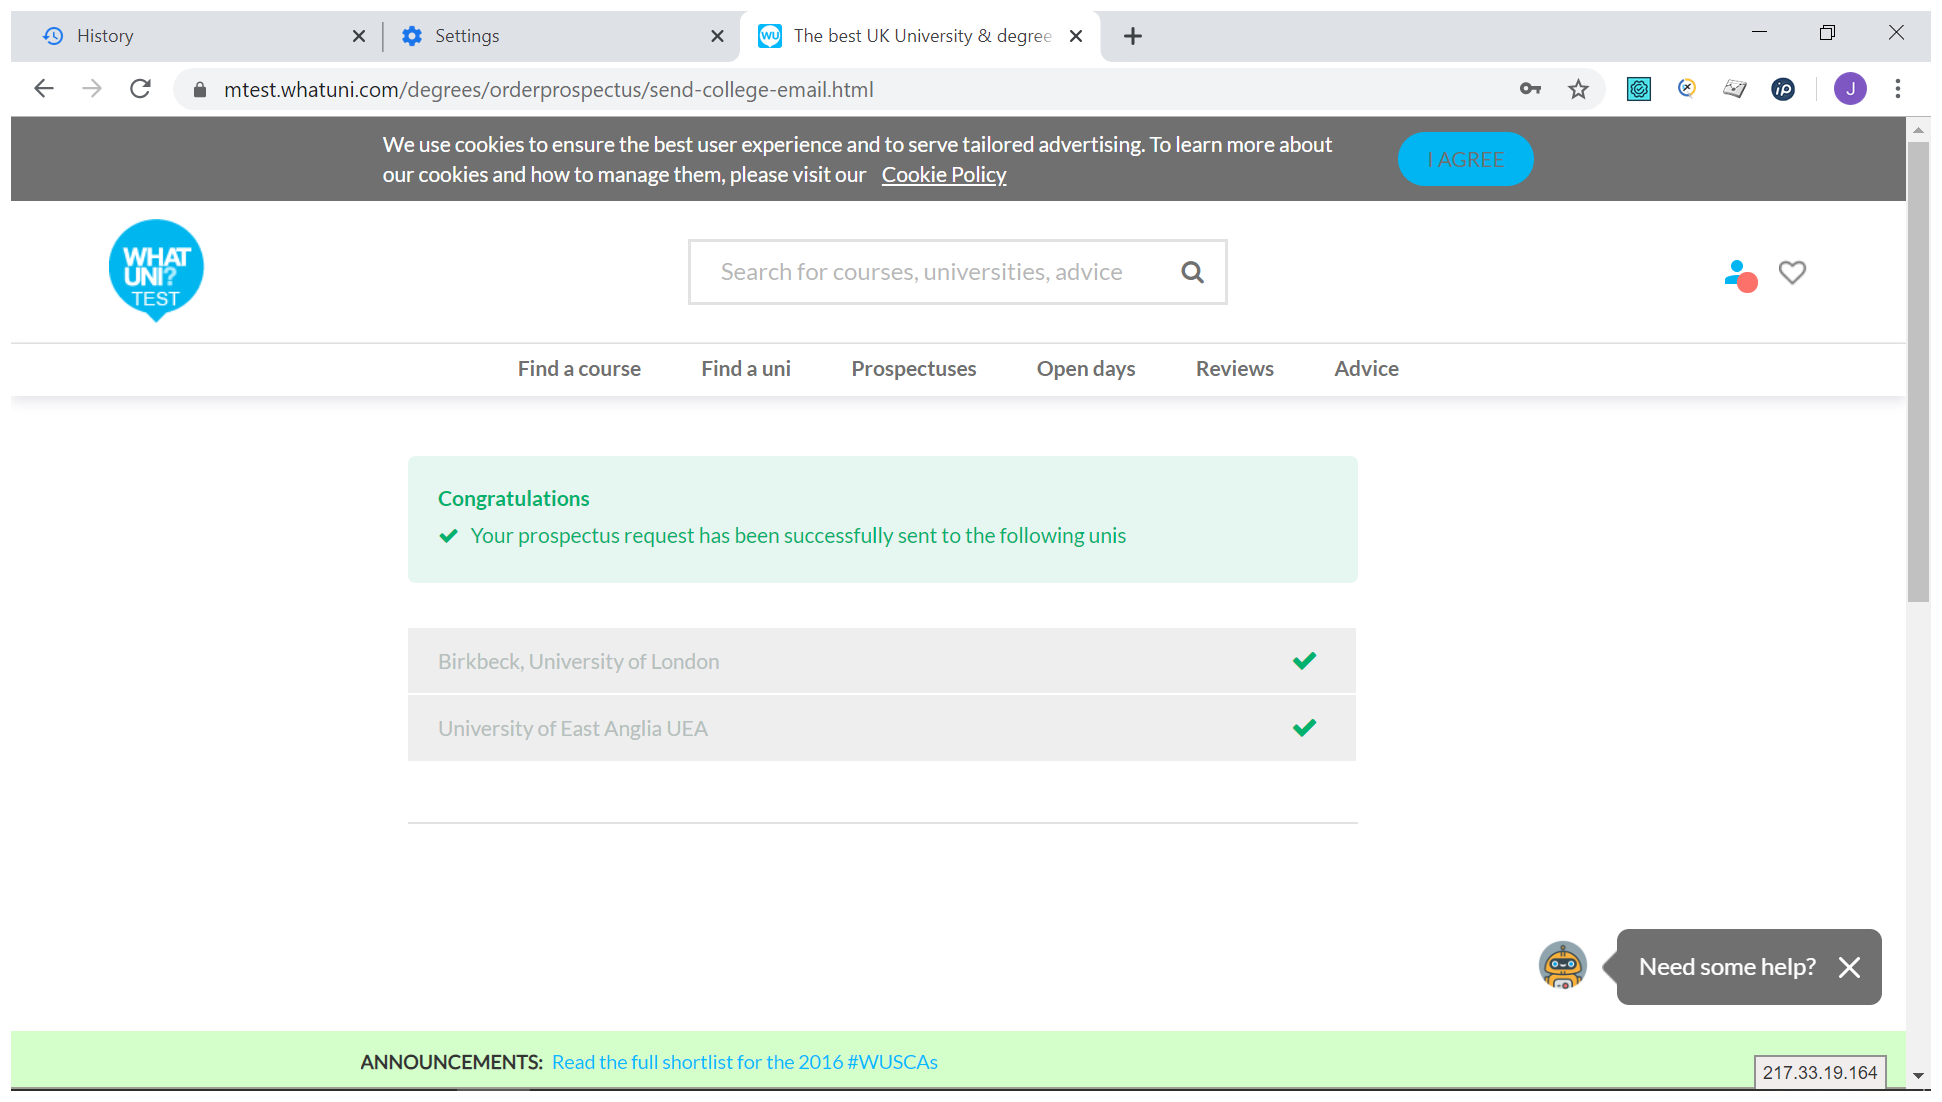 History
Settings
The best UK University & degree
mtest.whatuni.com/degrees/orderprospectus/send-college-email.html
iP
J
We use cookies to ensure the best user experience and to serve tailored advertising. To learn more about
our cookies and how to manage them, please visit our Cookie Policy
I AGREE
WHAT
UNI?
TEST
Search for courses, universities, advice
Find a course
Find a uni
Prospectuses
Open days
Reviews
Advice
Congratulations
Your prospectus request has been successfully sent to the following unis
Birkbeck, University of London
University of East Anglia UEA
Need some help?
ANNOUNCEMENTS: Read the full shortlist for the 2016 #WUSCAs
217.33.19.164